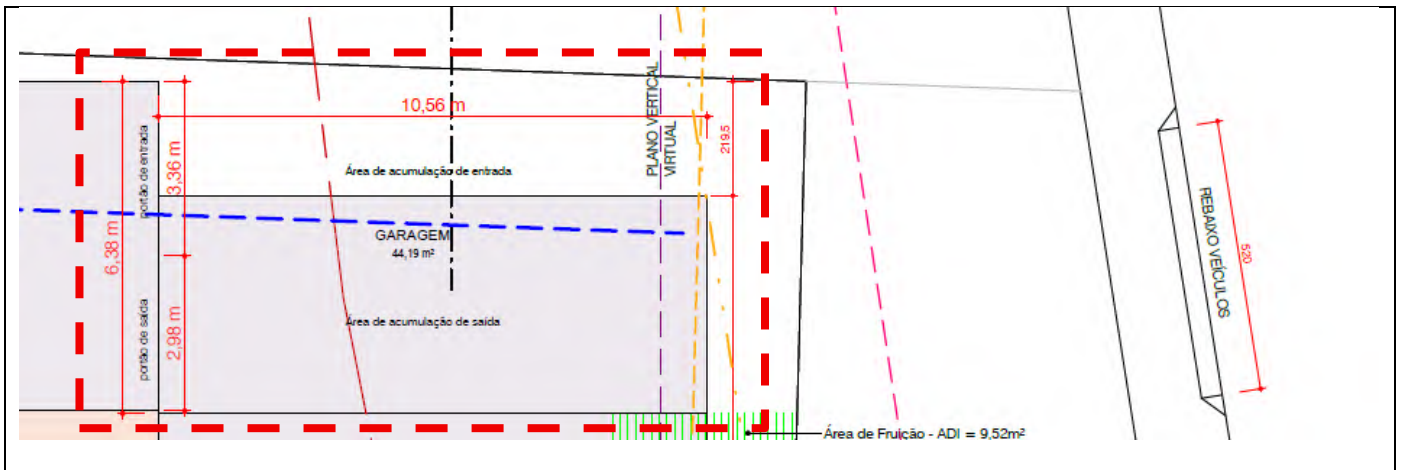 10,56 m
PLANO VERTICAL
VIRTUAL
219.5
portão de entrada
3,36 m
Área de acumulação de entrada
REBAIXO VEÍCULOS
520
GARAGEM
44,19 m²
6,38 m
portão de saída
2,98 m
Área de acumulação de saída
Área de Fruição - ADI = 9,52m²